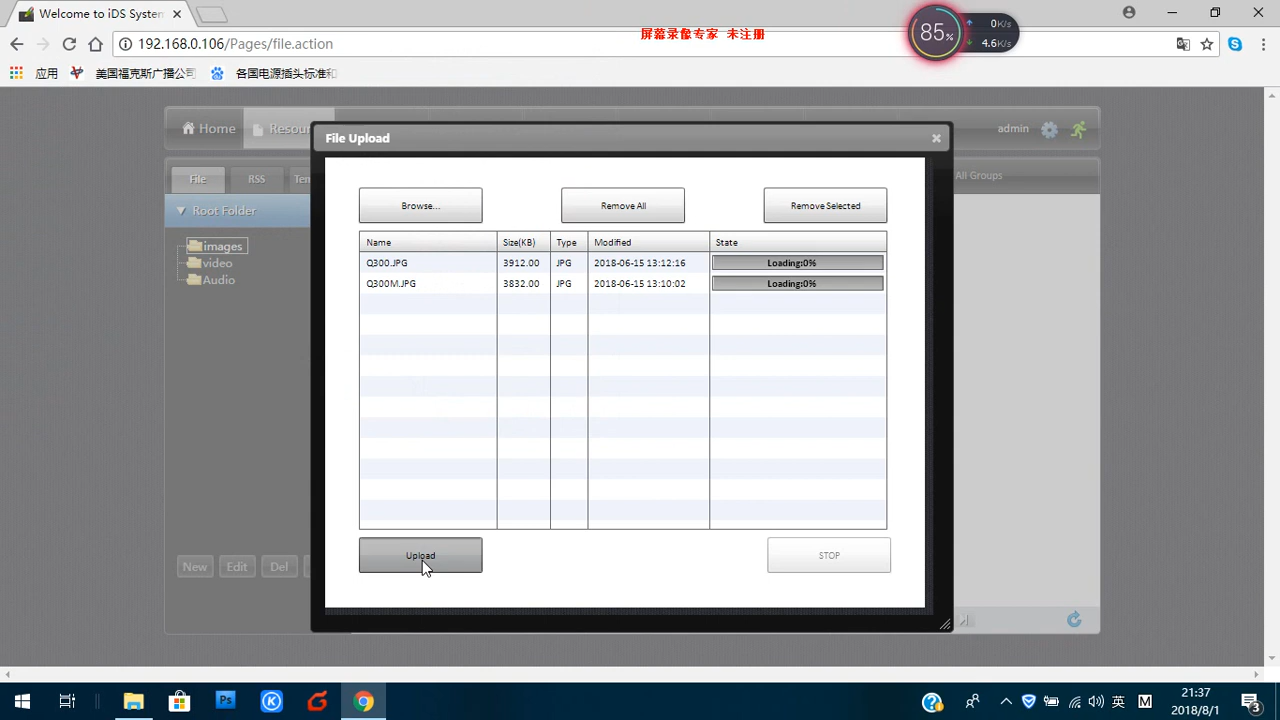 Welcome to iDS System
85%
0K/s
4.6K/s
192.168.0.106/Pages/file.action
屏幕录像专家 未注册
应用
美国福克斯广播公司
各国电源插头标准和
Home
Resou
admin
File Upload
File
RSS
Tem
All Groups
Root Folder
images
video
Audio
Browse...
Remove All
Remove Selected
Name Size(KB) Type Modified State
Q300.JPG 3912.00 JPG 2018-06-15 13:12:16 Loading:0%
Q300M.JPG 3832.00 JPG 2018-06-15 13:10:02 Loading:0%
Upload
STOP
New
Edit
Del
Ps
K
英
M
21:37
2018/8/1
3